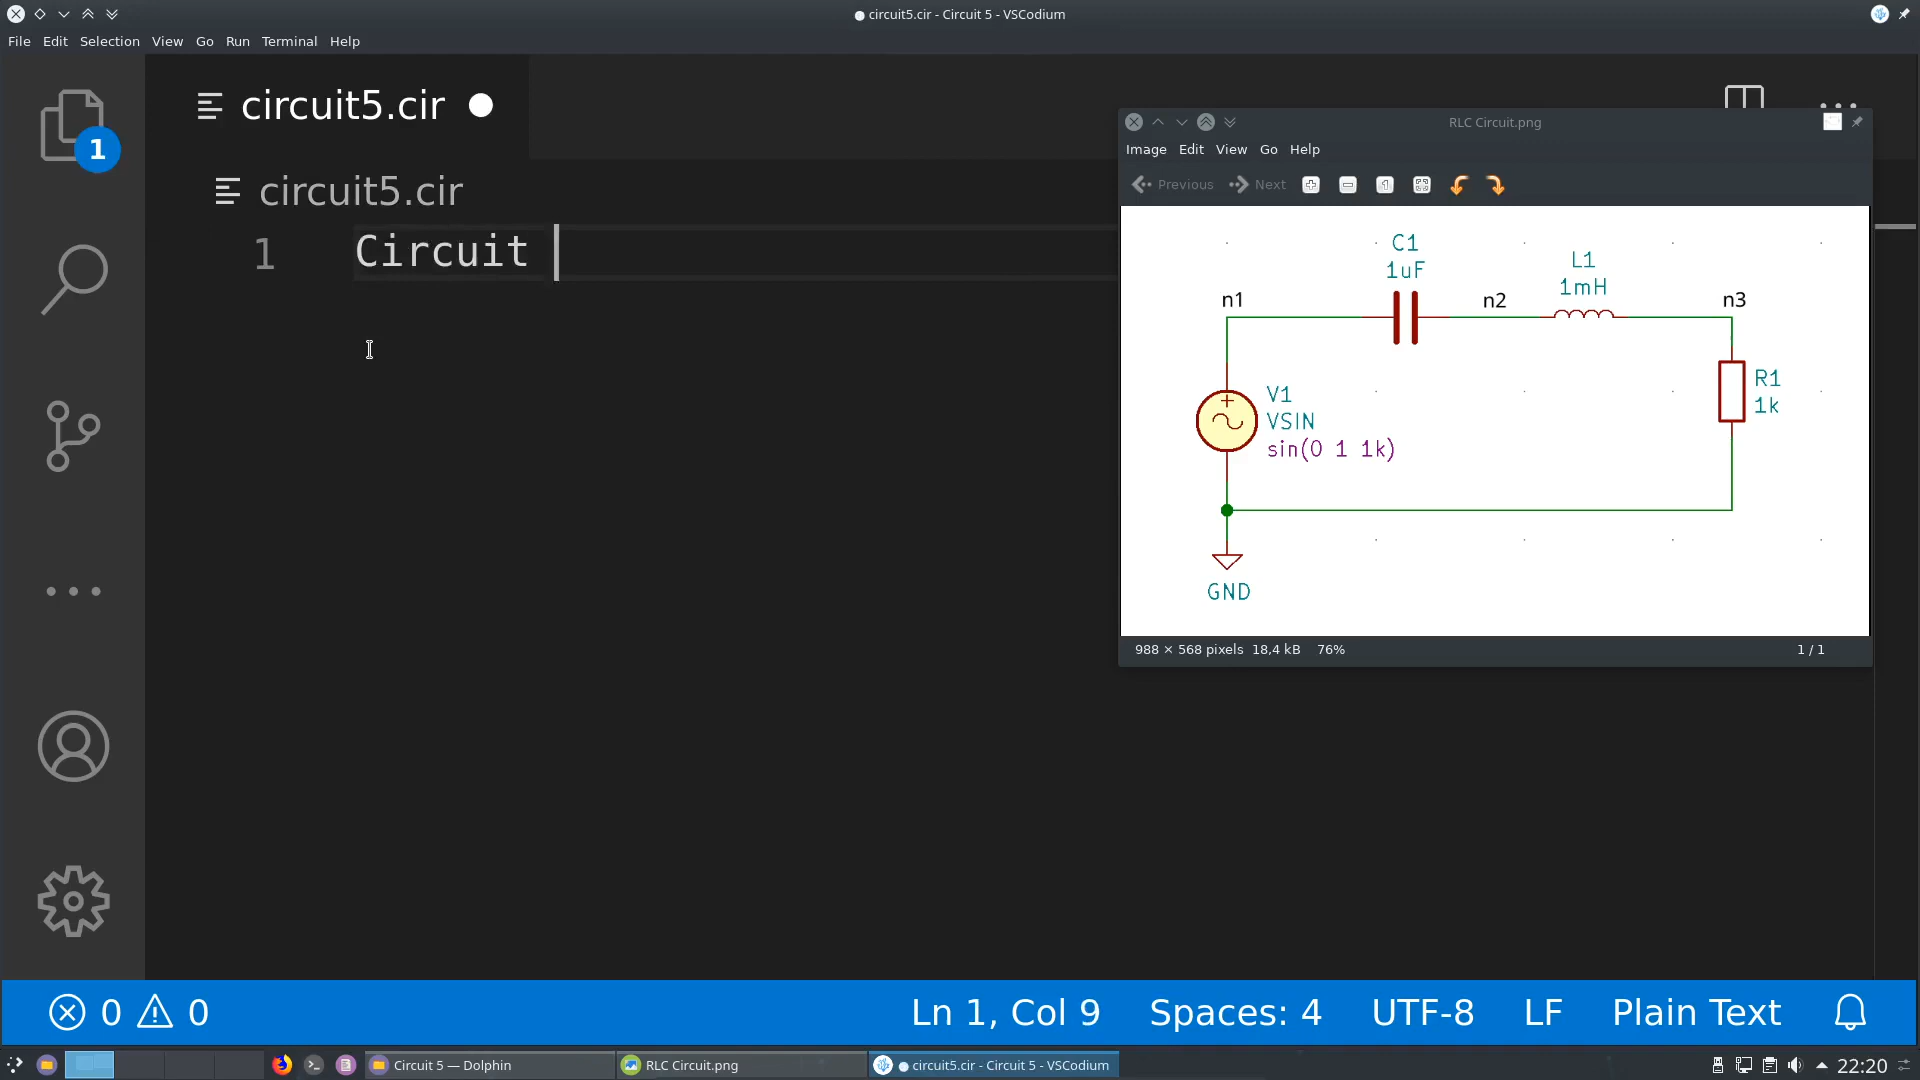 circuit5.cir - Circuit 5 - VSCodium
File Edit Selection View Go Run Terminal Help
circuit5.cir
1
circuit5.cir
1 Circuit
RLC Circuit.png
Image Edit View Go Help
Previous Next
C1
1uF
L1
1mH
n1
n2
n3
V1
VSIN
sin(0 1 1k)
R1
1k
GND
988 × 568 pixels 18,4 kB 76% 1 / 1
0 0 Ln 1, Col 9 Spaces: 4 UTF-8 LF Plain Text
Circuit 5 — Dolphin RLC Circuit.png circuit5.cir - Circuit 5 - VSCodium 22:20